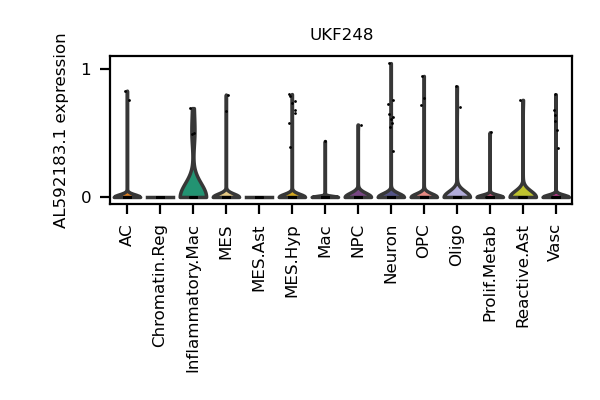 UKF248
AL592183.1 expression
1
0
AC
Chromatin.Reg
Inflammatory.Mac
MES
MES.Ast
MES.Hyp
Mac
NPC
Neuron
OPC
Oligo
Prolif.Metab
Reactive.Ast
Vasc